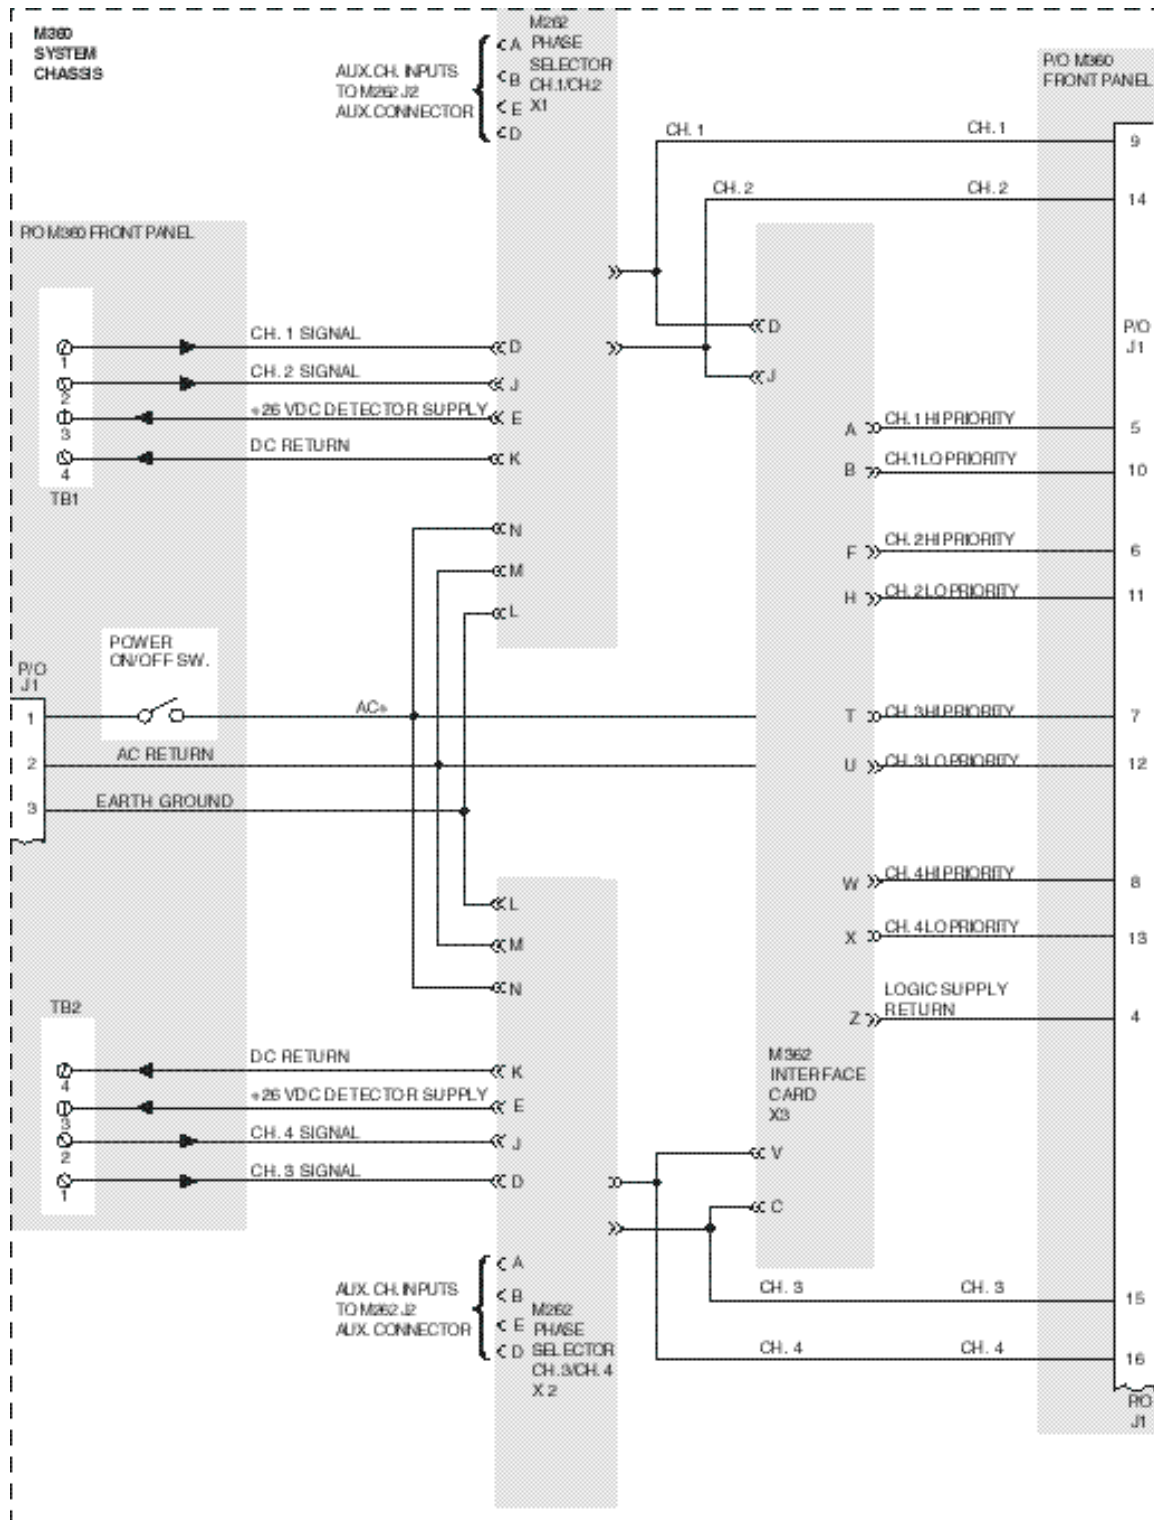 M360
SYSTEM
CHASSIS
AUX.CH. INPUTS
TO M262 J2
AUX.CONNECTOR
A
B
E
D
M262
PHASE
SELECTOR
CH.1/CH.2
X1
P/O M360
FRONT PANEL
CH. 1
CH. 1
9
CH. 2
CH. 2
14
P/O M360 FRONT PANEL
D
J
P/O
J1
1
CH. 1 SIGNAL
D
2
CH. 2 SIGNAL
J
3
+26 VDC DETECTOR SUPPLY
E
4
DC RETURN
K
TB1
A
CH. 1 HI PRIORITY
5
B
CH.1 LO PRIORITY
10
N
M
L
F
CH. 2 HI PRIORITY
6
H
CH. 2 LO PRIORITY
11
POWER
ON/OFF SW.
P/O
J1
1
AC+
2
AC RETURN
3
EARTH GROUND
T
CH. 3 HI PRIORITY
7
U
CH. 3 LO PRIORITY
12
L
M
N
W
CH. 4 HI PRIORITY
8
X
CH. 4 LO PRIORITY
13
Z
LOGIC SUPPLY
RETURN
4
M362
INTERFACE
CARD
X3
TB2
4
DC RETURN
K
3
+26 VDC DETECTOR SUPPLY
E
2
CH. 4 SIGNAL
J
1
CH. 3 SIGNAL
D
V
C
AUX. CH. INPUTS
TO M262 J2
AUX. CONNECTOR
A
B
E
D
M262
PHASE
SELECTOR
CH.3/CH. 4
X 2
CH. 3
CH. 3
15
CH. 4
CH. 4
16
P/O
J1